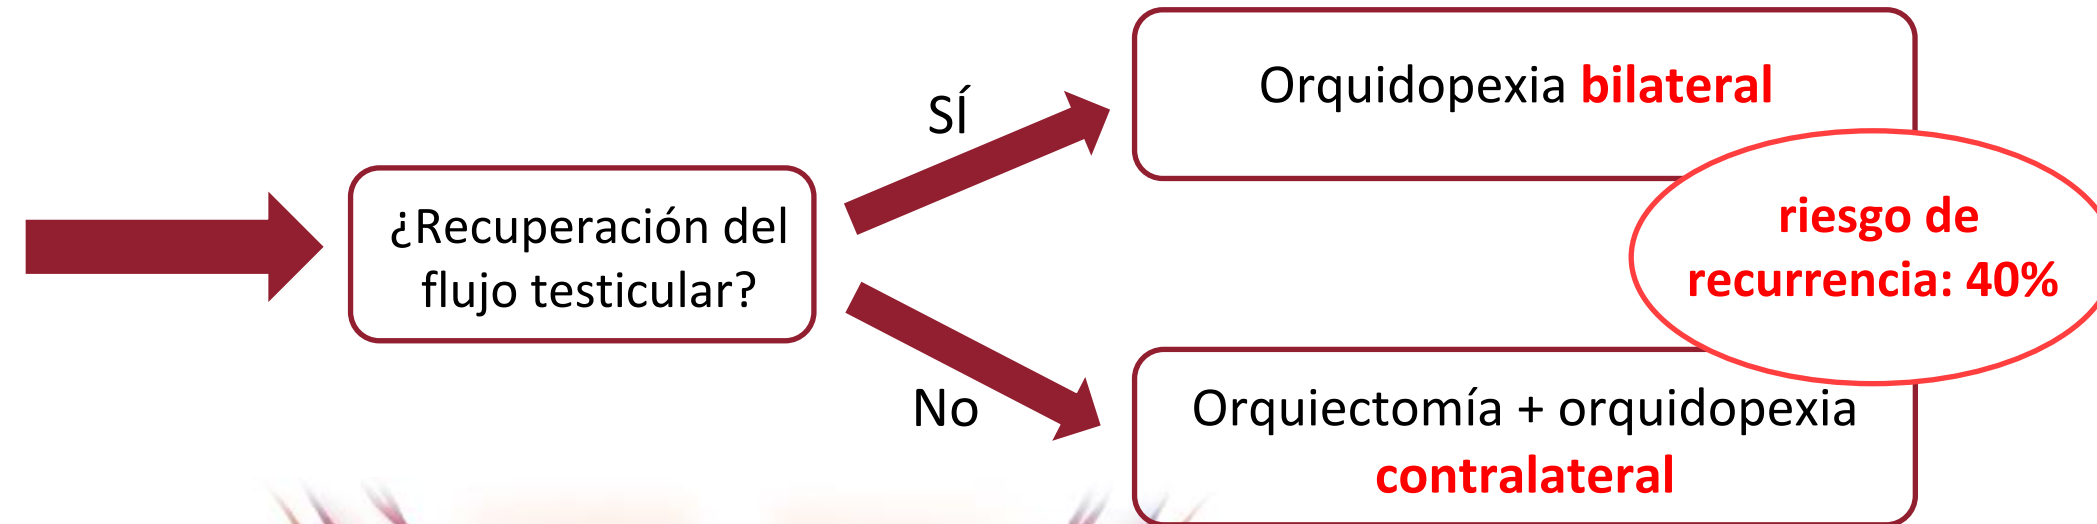 ¿Recuperación del
flujo testicular?
SÍ
Orquidopexia bilateral
riesgo de
recurrencia: 40%
No
Orquiectomía + orquidopexia
contralateral